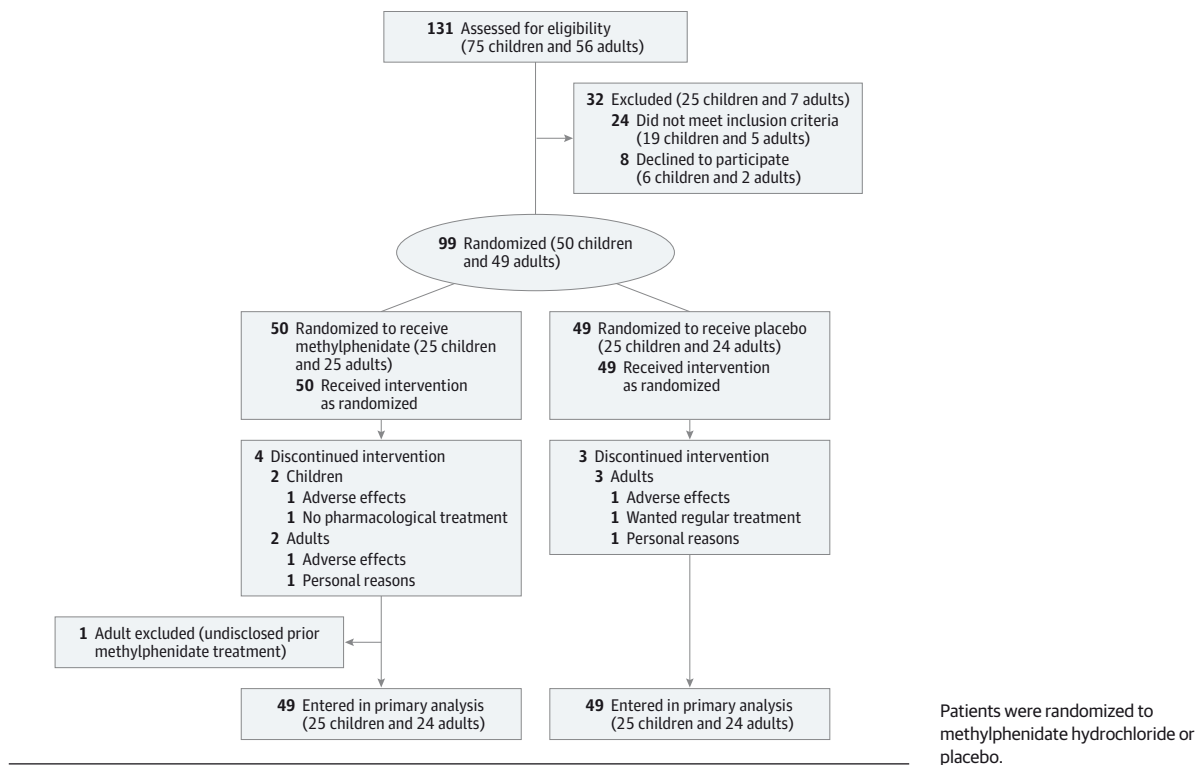 131 Assessed for eligibility
(75 children and 56 adults)
32 Excluded (25 children and 7 adults)
24 Did not meet inclusion criteria
(19 children and 5 adults)
8 Declined to participate
(6 children and 2 adults)
99 Randomized (50 children
and 49 adults)
50 Randomized to receive
methylphenidate (25 children
and 25 adults)
50 Received intervention
as randomized
49 Randomized to receive placebo
(25 children and 24 adults)
49 Received intervention
as randomized
4 Discontinued intervention
2 Children
1 Adverse effects
1 No pharmacological treatment
2 Adults
1 Adverse effects
1 Personal reasons
3 Discontinued intervention
3 Adults
1 Adverse effects
1 Wanted regular treatment
1 Personal reasons
1 Adult excluded (undisclosed prior
methylphenidate treatment)
49 Entered in primary analysis
(25 children and 24 adults)
49 Entered in primary analysis
(25 children and 24 adults)
Patients were randomized to
methylphenidate hydrochloride or
placebo.